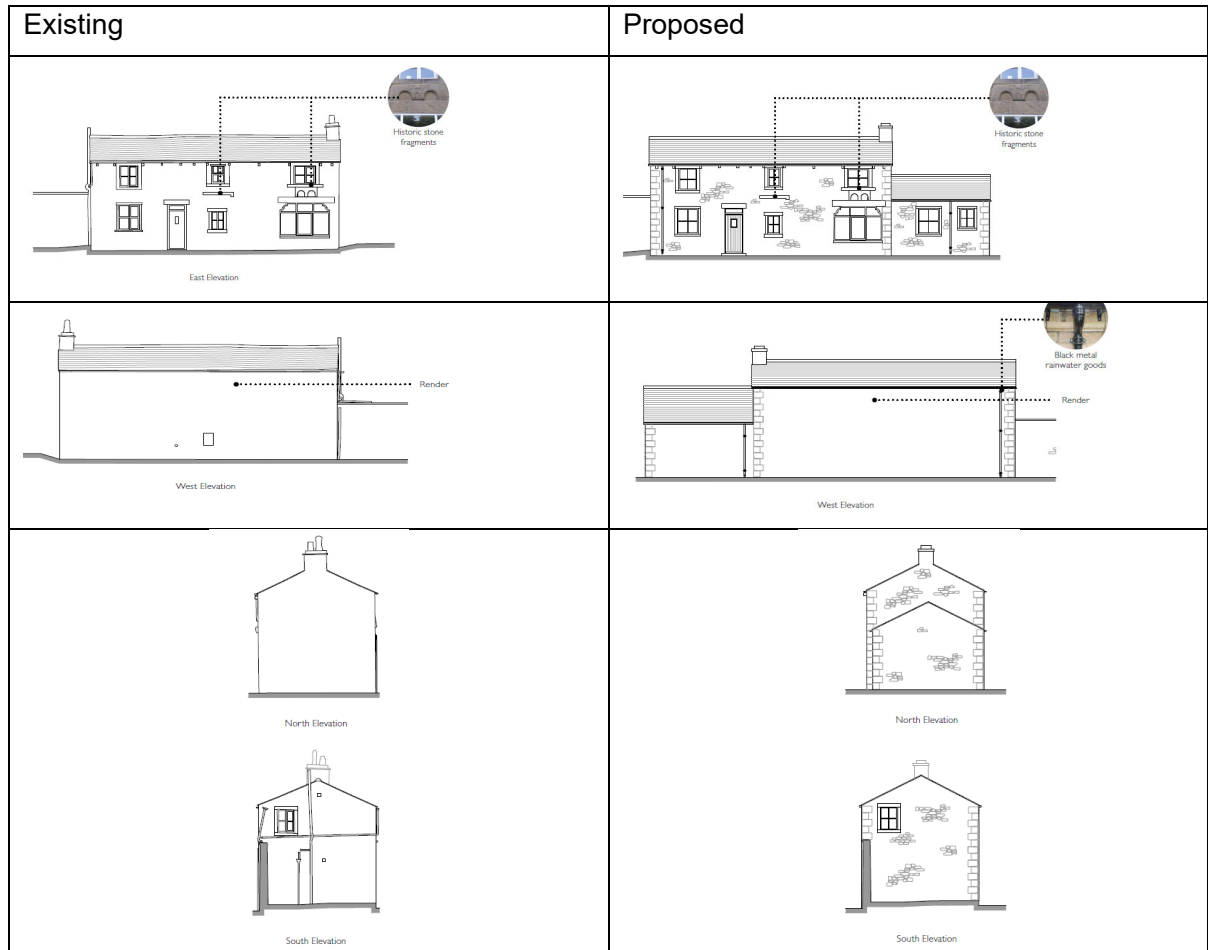 Existing
Proposed
Historic stone
fragments
East Elevation
Historic stone
fragments
Render
West Elevation
Black metal
rainwater goods
Render
West Elevation
North Elevation
South Elevation
North Elevation
South Elevation